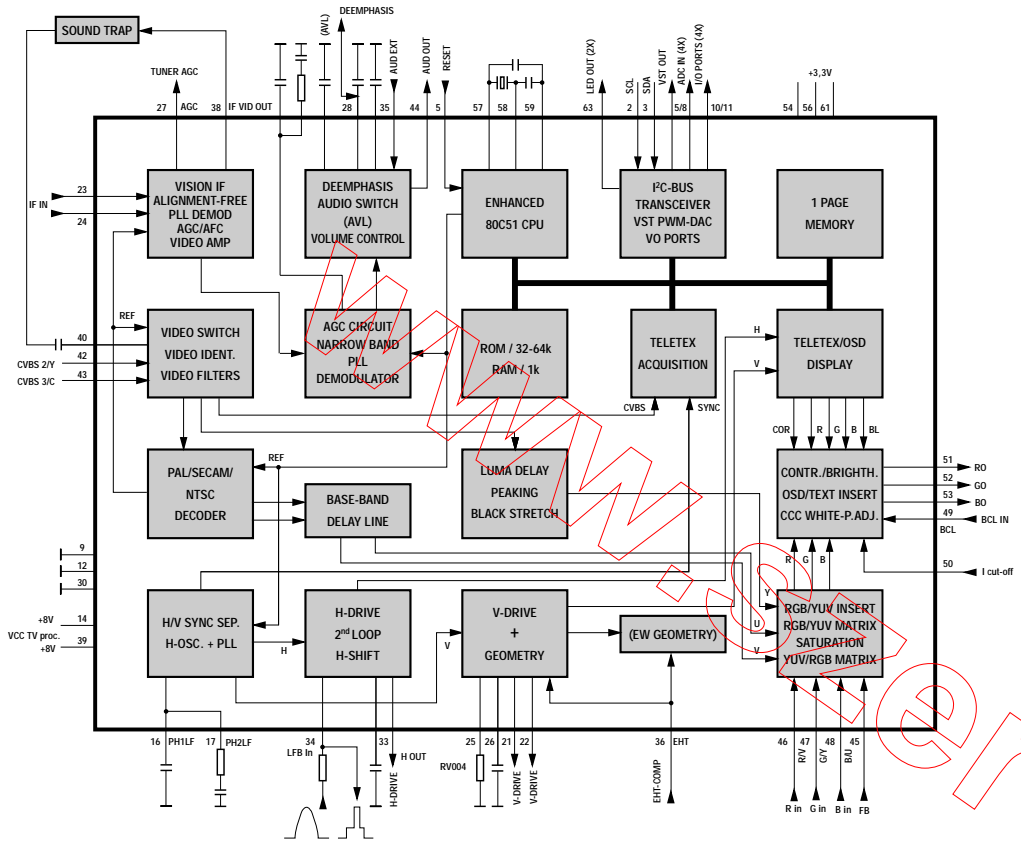 SOUND TRAP
(AVL)
DEEMPHASIS
AUD EXT
AUD OUT
RESET
LED OUT (2X)
SCL
SDA
VST OUT
ADC IN (4X)
I/O PORTS (4X)
+3,3V
TUNER AGC
27
AGC
38
IF VID OUT
28
35
44
5
57
58
59
63
2
3
5/8
10/11
54
56
61
IF IN
23
24
VISION IF
ALIGNMENT-FREE
PLL DEMOD
AGC/AFC
VIDEO AMP
DEEMPHASIS
AUDIO SWITCH
(AVL)
VOLUME CONTROL
ENHANCED
80C51 CPU
I²C-BUS
TRANSCEIVER
VST PWM-DAC
VO PORTS
1 PAGE
MEMORY
REF
40
42
CVBS 2/Y
43
CVBS 3/C
VIDEO SWITCH
VIDEO IDENT.
VIDEO FILTERS
AGC CIRCUIT
NARROW BAND
PLL
DEMODULATOR
ROM / 32-64k
RAM / 1k
TELETEX
ACQUISITION
CVBS
SYNC
H
V
TELETEX/OSD
DISPLAY
COR
R
G
B
BL
PAL/SECAM/
NTSC
DECODER
REF
BASE-BAND
DELAY LINE
LUMA DELAY
PEAKING
BLACK STRETCH
CONTR./BRIGHTH.
OSD/TEXT INSERT
CCC WHITE-P.ADJ.
51
RO
52
GO
53
BO
49
BCL IN
BCL
50
I cut-off
R
G
B
9
12
30
+8V
14
VCC TV proc.
39
+8V
H/V SYNC SEP.
H-OSC. + PLL
H
H-DRIVE
2nd LOOP
H-SHIFT
V
V-DRIVE
+
GEOMETRY
(EW GEOMETRY)
Y
U
V
RGB/YUV INSERT
RGB/YUV MATRIX
SATURATION
YUV/RGB MATRIX
16
PH1LF
17
PH2LF
34
LFB In
33
H OUT
H-DRIVE
25
RV004
26
21
V-DRIVE
22
V-DRIVE
36
EHT
EHT-COMP
46
R/V
47
G/Y
48
B/U
45
R in
G in
B in
FB